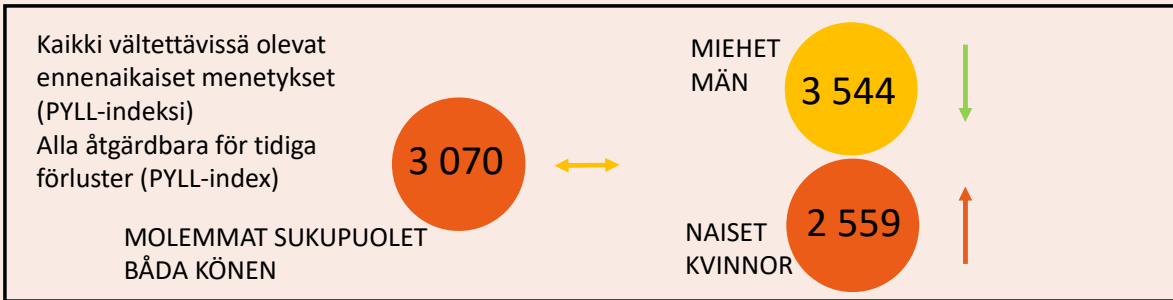 Kaikki vältettävissä olevat
ennenaikaiset menetykset
(PYLL-indeksi)
Alla åtgärdbara för tidiga
förluster (PYLL-index)
3 070
MOLEMMAT SUKUPUOLET
BÅDA KÖNEN
MIEHET
MÄN
3 544
NAISET
KVINNOR
2 559